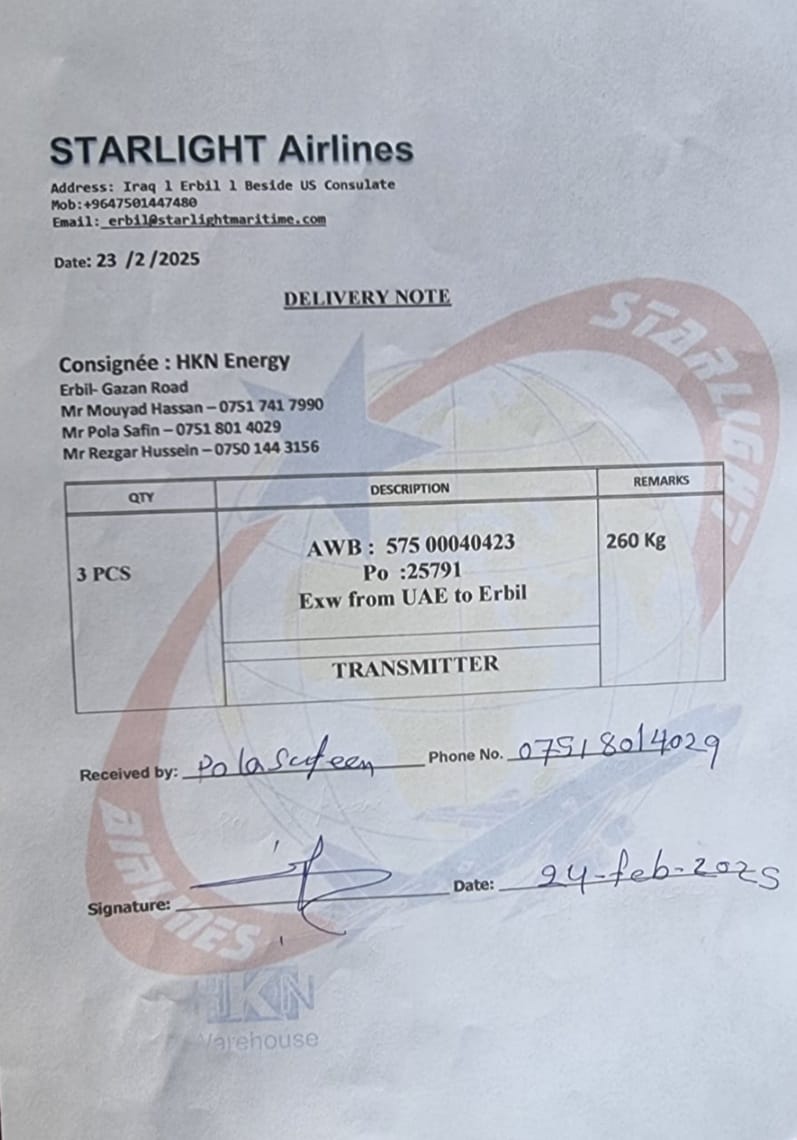 STARLIGHT Airlines
Address: Iraq l Erbil l Beside US Consulate
Mob:+9647501447480
Email: erbil@starlightmaritime.com
Date: 23 /2 /2025
DELIVERY NOTE
Consignée : HKN Energy
Erbil- Gazan Road
Mr Mouyad Hassan – 0751 741 7990
Mr Pola Safin – 0751 801 4029
Mr Rezgar Hussein – 0750 144 3156
QTY DESCRIPTION REMARKS
3 PCS
AWB : 575 00040423
Po :25791
Exw from UAE to Erbil
260 Kg
TRANSMITTER
Received by: Pola Safeen Phone No. 07518014029
Signature: Date: 24-feb-2025
STARLIGHT
AIRLINES
HKN
Warehouse